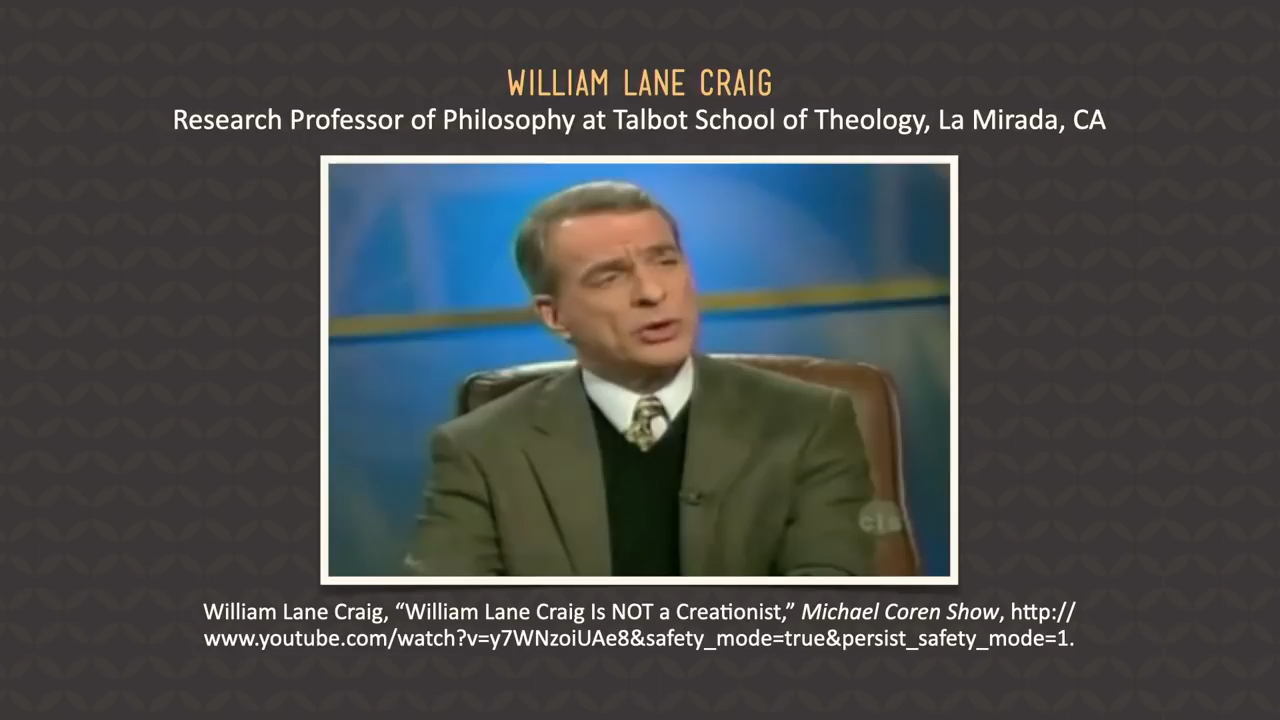 WILLIAM LANE CRAIG
Research Professor of Philosophy at Talbot School of Theology, La Mirada, CA
William Lane Craig, “William Lane Craig Is NOT a Creationist,” Michael Coren Show, http://
www.youtube.com/watch?v=y7WNzoiUAe8&safety_mode=true&persist_safety_mode=1.